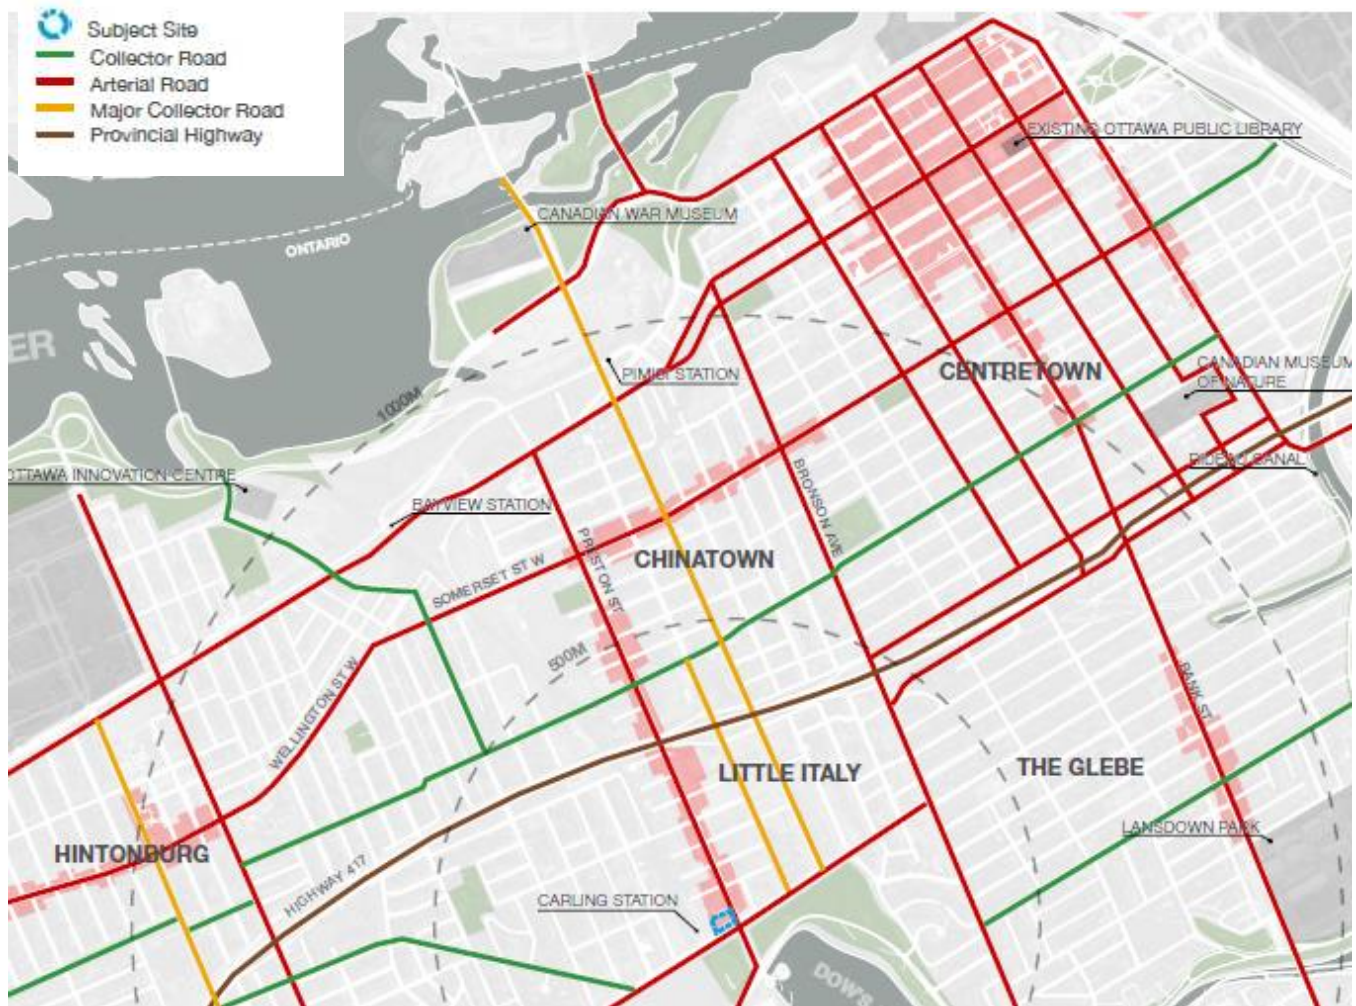 Subject Site
Collector Road
Arterial Road
Major Collector Road
Provincial Highway
EXISTING OTTAWA PUBLIC LIBRARY
CANADIAN WAR MUSEUM
ONTARIO
ER
PIMISI STATION
1000M
CENTRETOWN
CANADIAN MUSEUM
OF NATURE
RIDEAU CANAL
OTTAWA INNOVATION CENTRE
BAYVIEW STATION
BRONSON AVE
PRESTON ST
CHINATOWN
SOMERSET ST W
500M
WELLINGTON ST W
BANK ST
LITTLE ITALY
THE GLEBE
LANSDOWN PARK
HINTONBURG
HIGHWAY 417
CARLING STATION
DOW'S